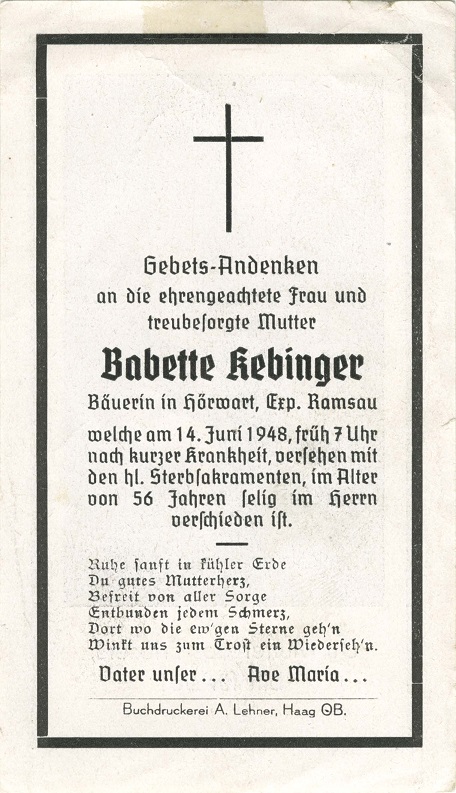 Gebets-Andenken
an die ehrengeachtete Frau und
treubesorgte Mutter
Babette Kebinger
Bäuerin in Hörwart, Exp. Ramsau
welche am 14. Juni 1948, früh 7 Uhr
nach kurzer Krankheit, versehen mit
den hl. Sterbsakramenten, im Alter
von 56 Jahren selig im Herrn
verschieden ist.
Ruhe sanft in kühler Erde
Du gutes Mutterherz,
Befreit von aller Sorge
Entbunden jedem Schmerz,
Dort wo die ew'gen Sterne geh'n
Winkt uns zum Trost ein Wiederseh'n.
Vater unser... Ave Maria...
Buchdruckerei A. Lehner, Haag OB.